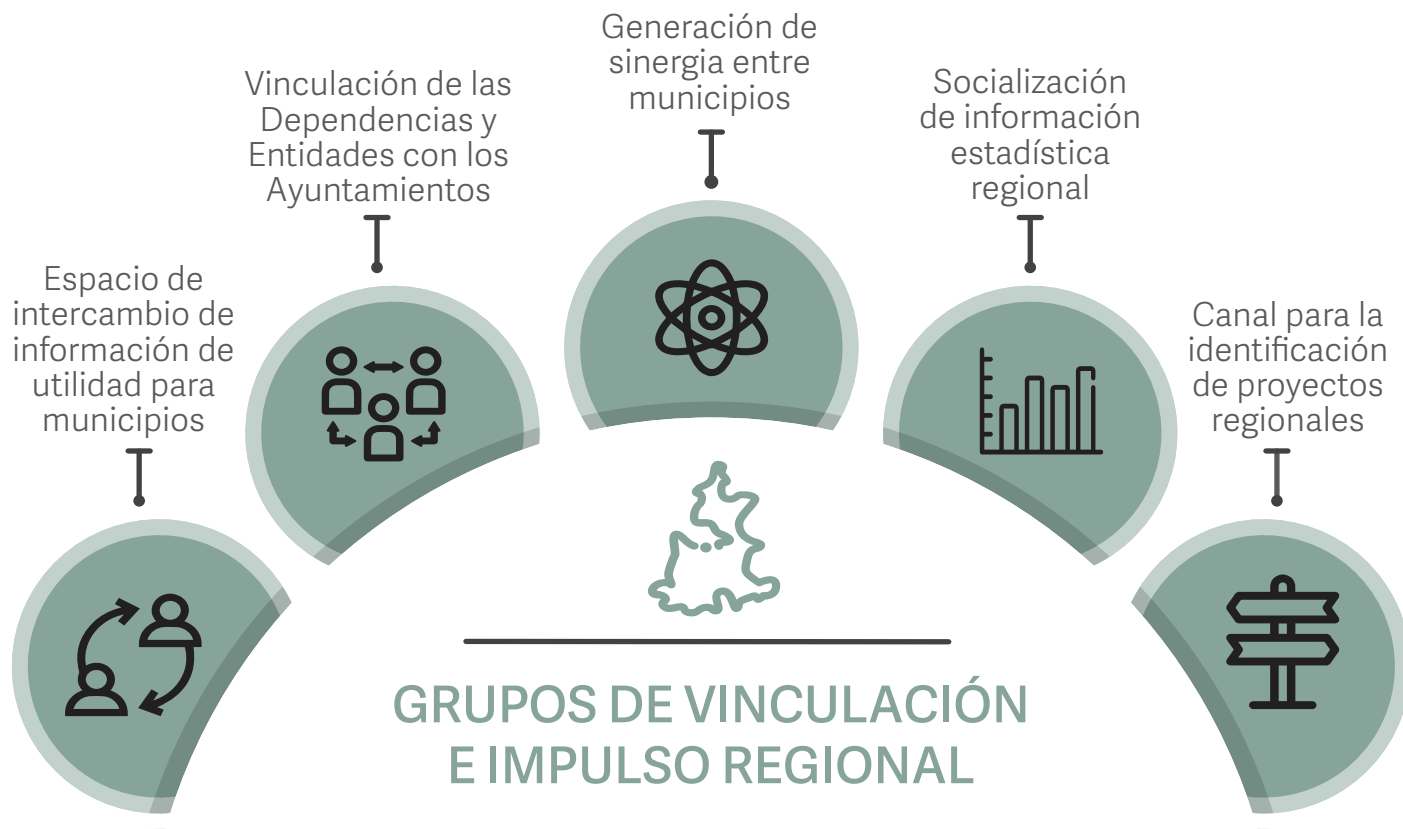 Espacio de
intercambio de
información de
utilidad para
municipios
Vinculación de las
Dependencias y
Entidades con los
Ayuntamientos
Generación de
sinergia entre
municipios
Socialización
de información
estadística
regional
Canal para la
identificación
de proyectos
regionales
GRUPOS DE VINCULACIÓN
E IMPULSO REGIONAL